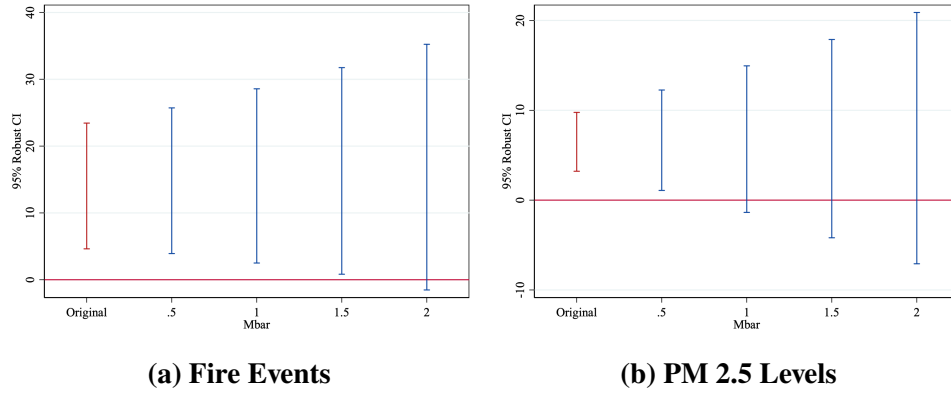 95% Robust CI
40
30
20
10
0
Original .5 1 1.5 2
Mbar
(a) Fire Events
95% Robust CI
20
10
0
-10
Original .5 1 1.5 2
Mbar
(b) PM 2.5 Levels